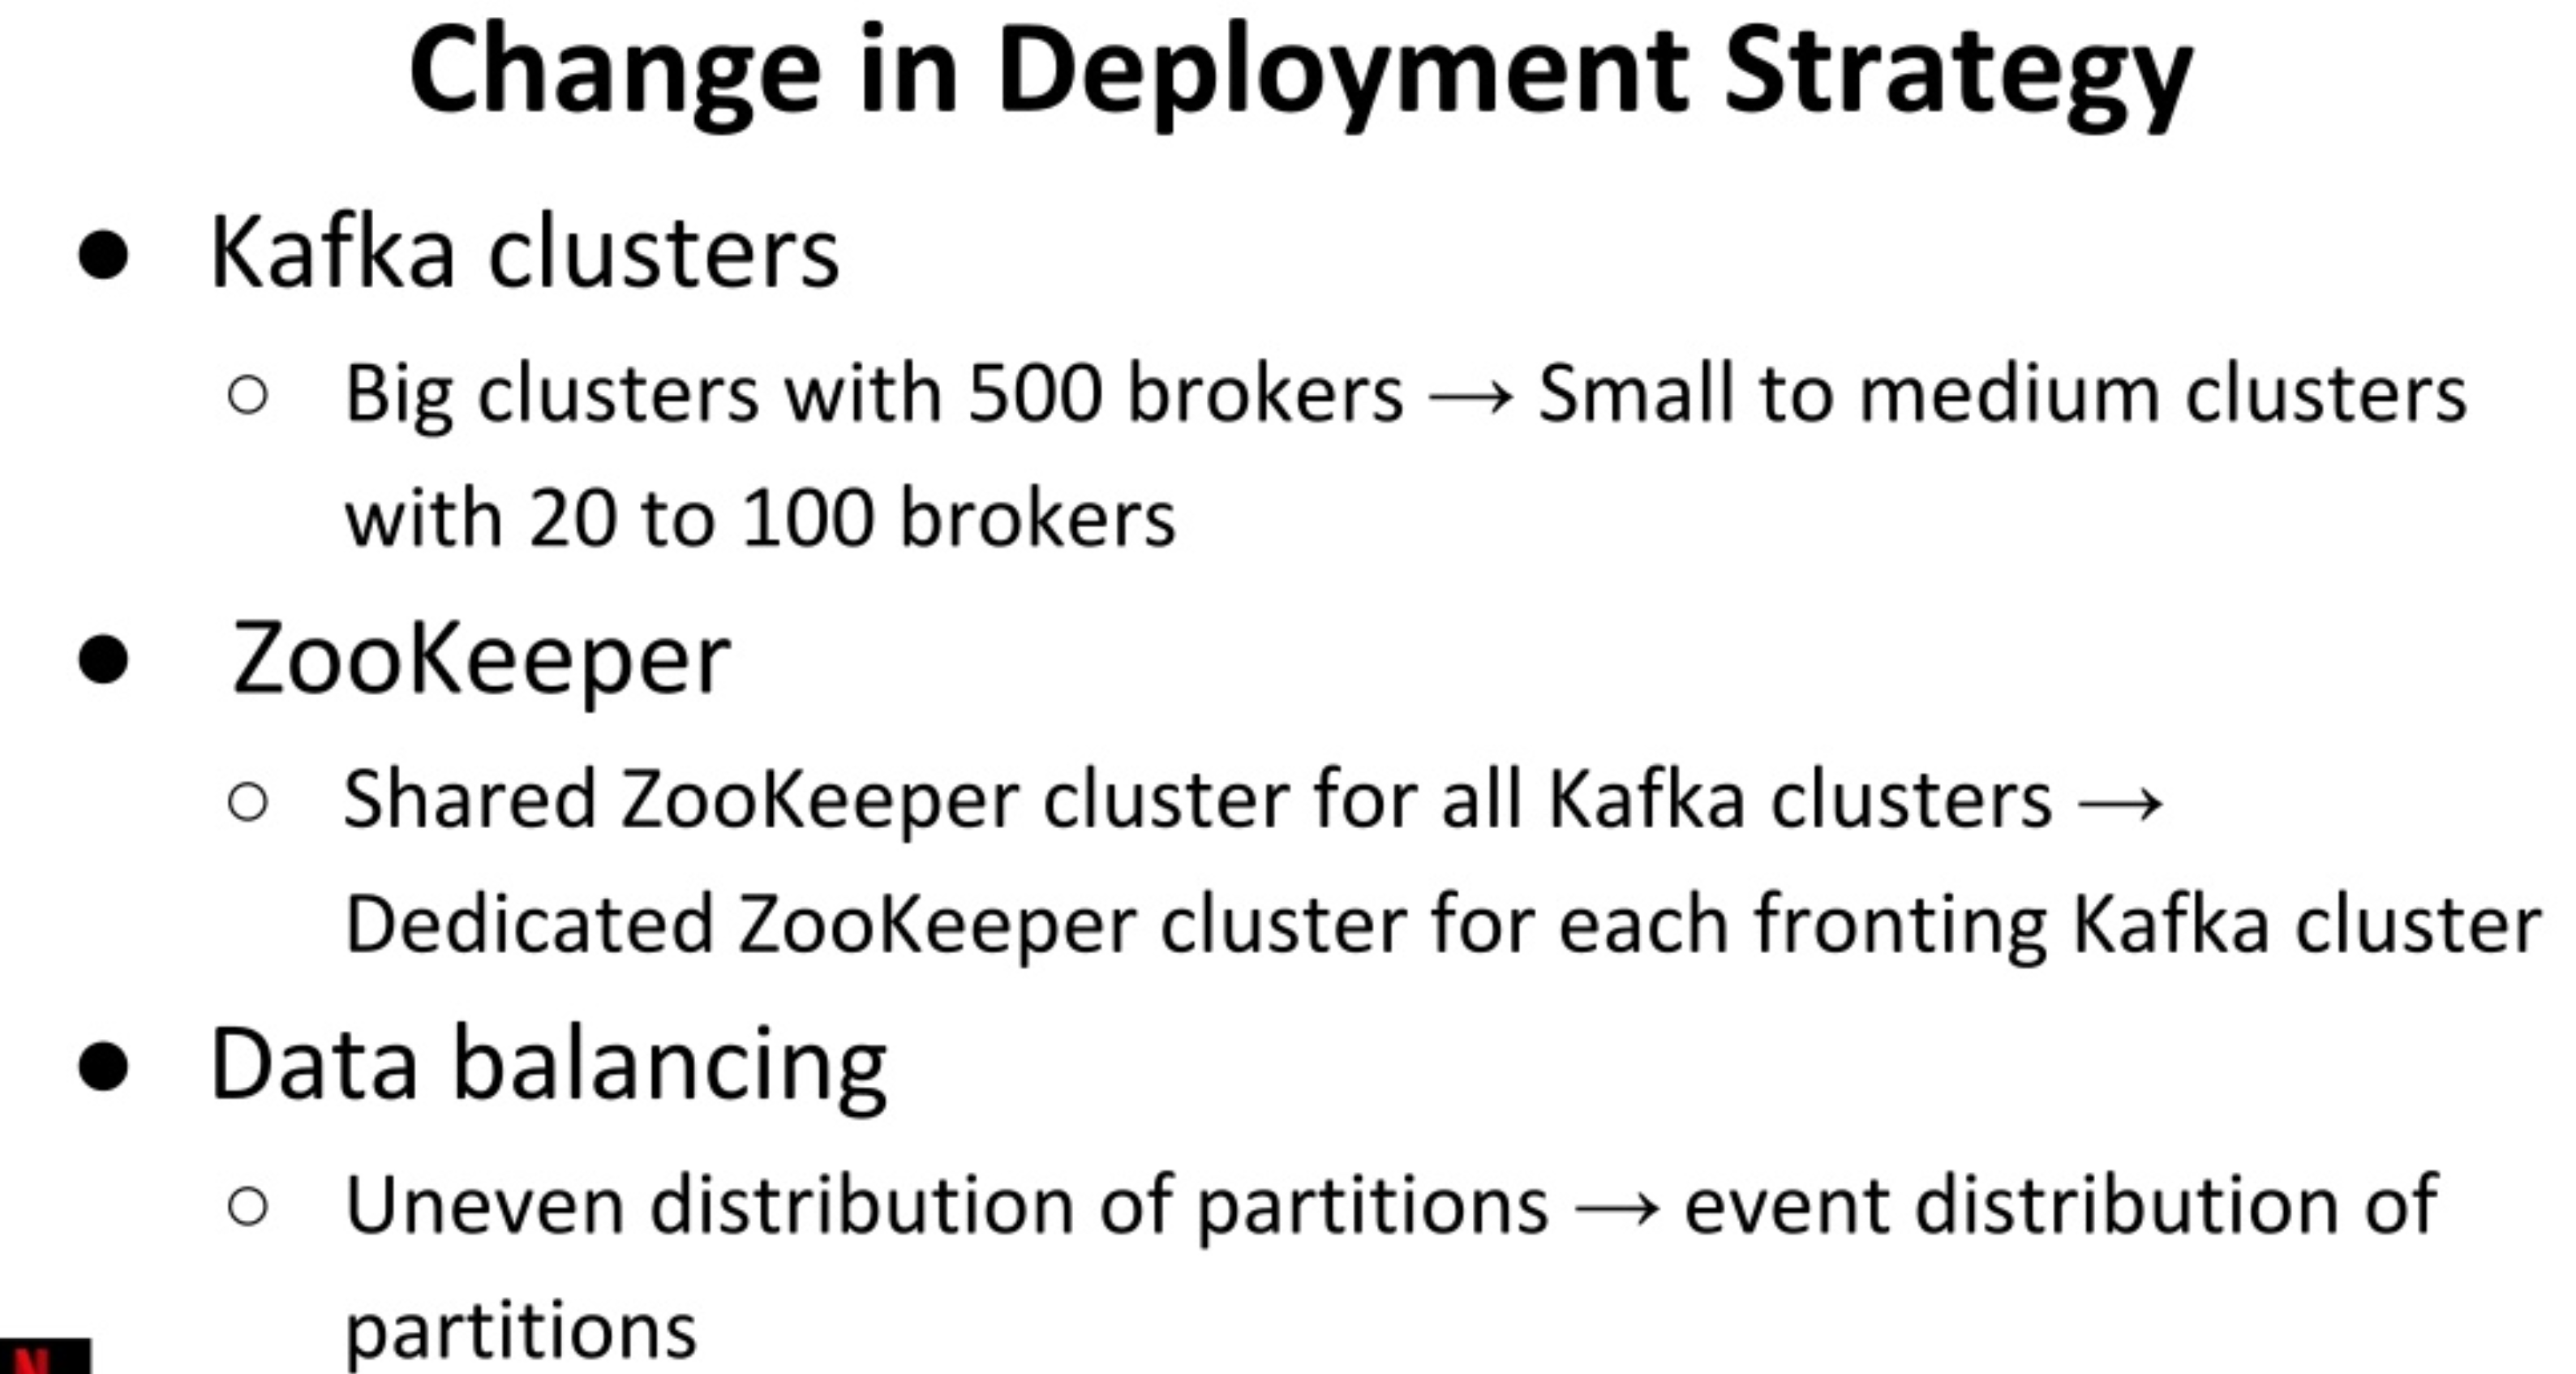 Change in Deployment Strategy
● Kafka clusters
○ Big clusters with 500 brokers → Small to medium clusters
with 20 to 100 brokers
● ZooKeeper
○ Shared ZooKeeper cluster for all Kafka clusters →
Dedicated ZooKeeper cluster for each fronting Kafka cluster
● Data balancing
○ Uneven distribution of partitions → event distribution of
partitions
N